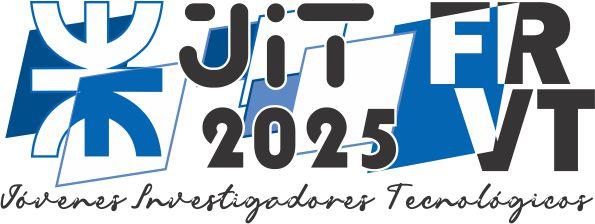 JiT FR
2025 VT
Jóvenes Investigadores Tecnológicos